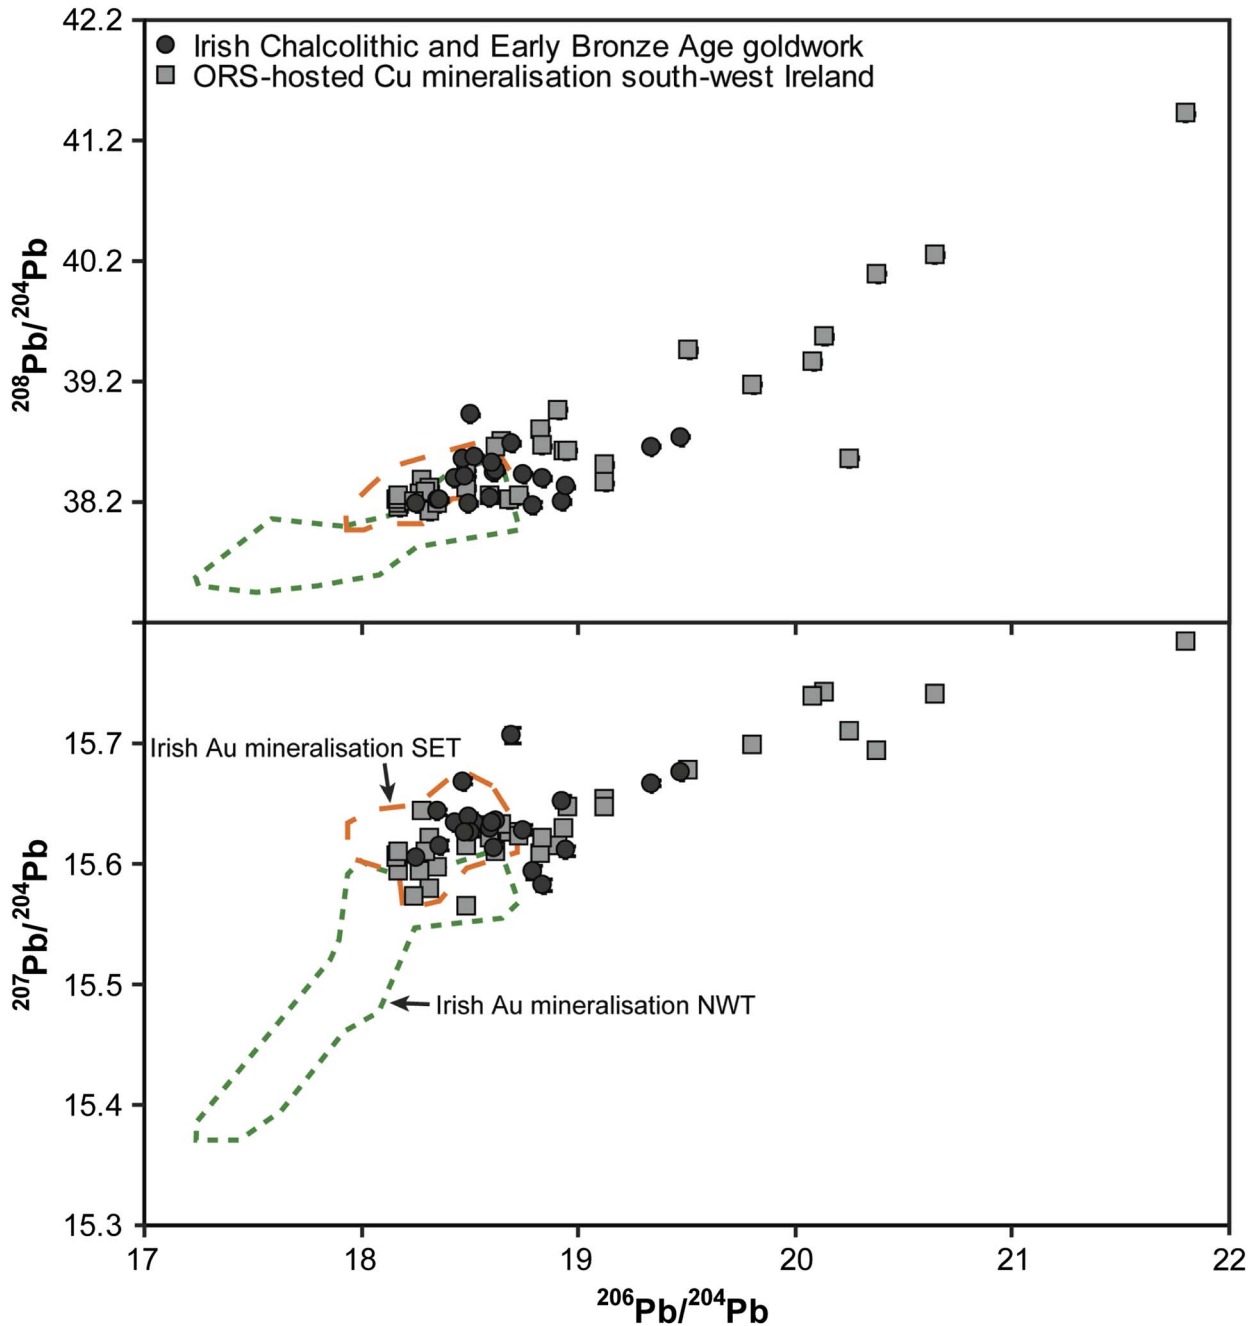 42.2
Irish Chalcolithic and Early Bronze Age goldwork
ORS-hosted Cu mineralisation south-west Ireland
41.2
40.2
39.2
38.2
²⁰⁸Pb/²⁰⁴Pb
15.7
15.6
15.5
15.4
15.3
²⁰⁷Pb/²⁰⁴Pb
Irish Au mineralisation SET
Irish Au mineralisation NWT
17 18 19 20 21 22
²⁰⁶Pb/²⁰⁴Pb